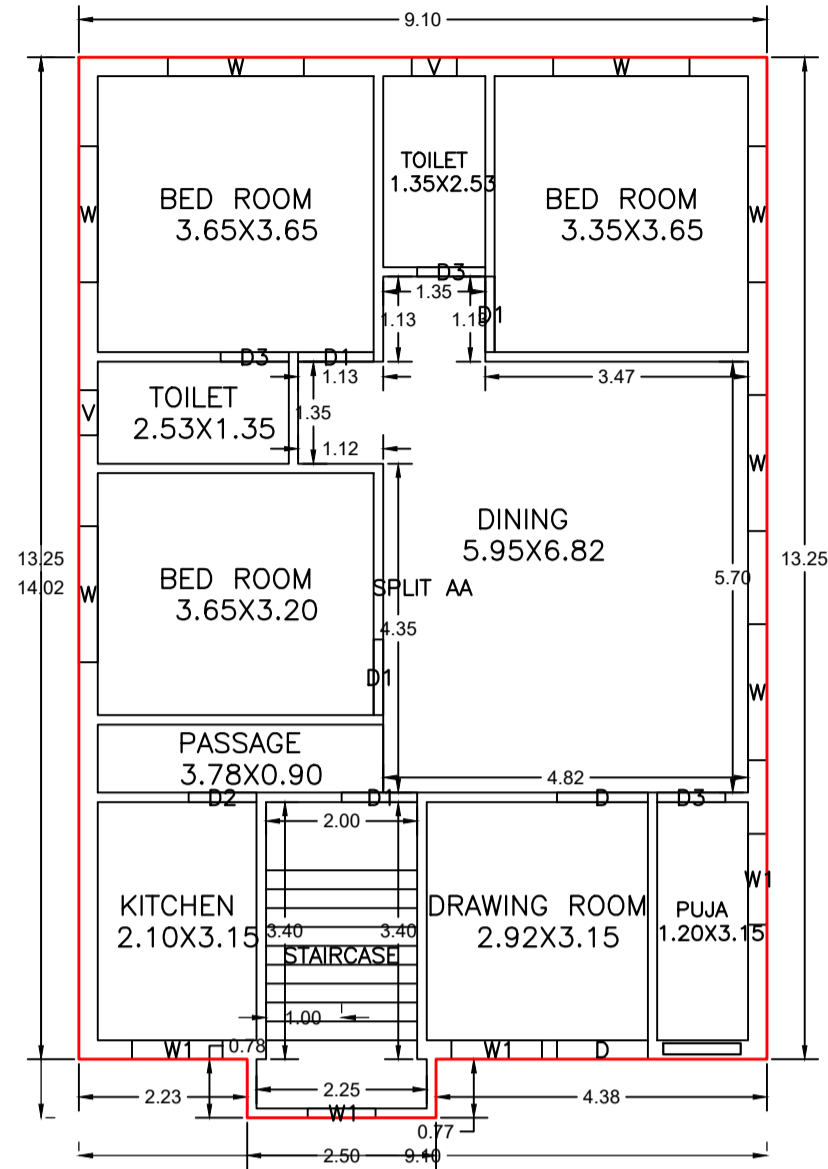 9.10
W
V
W
TOILET
1.35X2.53
BED ROOM
3.65X3.65
BED ROOM
3.35X3.65
W
W
D3
1.35
1.13
D1
D3
D1
1.13
3.47
TOILET
2.53X1.35
V
1.35
1.12
W
DINING
5.95X6.82
13.25
14.02
13.25
BED ROOM
3.65X3.20
W
SPLIT AA
5.70
4.35
D1
W
PASSAGE
3.78X0.90
4.82
D2
D1
D
D3
2.00
W1
KITCHEN
2.10X3.15
DRAWING ROOM
2.92X3.15
PUJA
1.20X3.15
3.40
3.40
STAIRCASE
1.00
W1
0.78
W1
D
2.23
2.25
4.38
W1
0.77
2.50
9.10